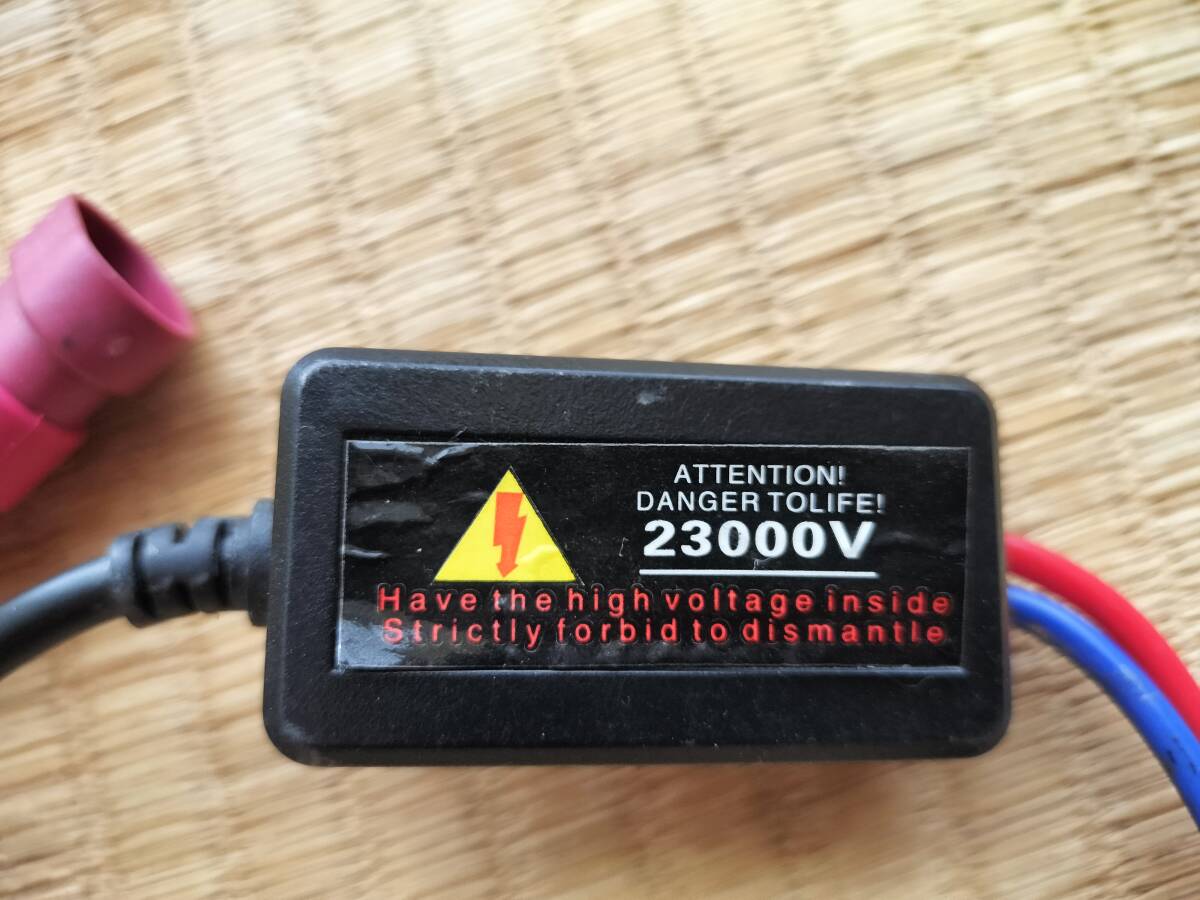 ATTENTION!
DANGER TOLIFE!
23000V
Have the high voltage inside
Strictly forbid to dismantle